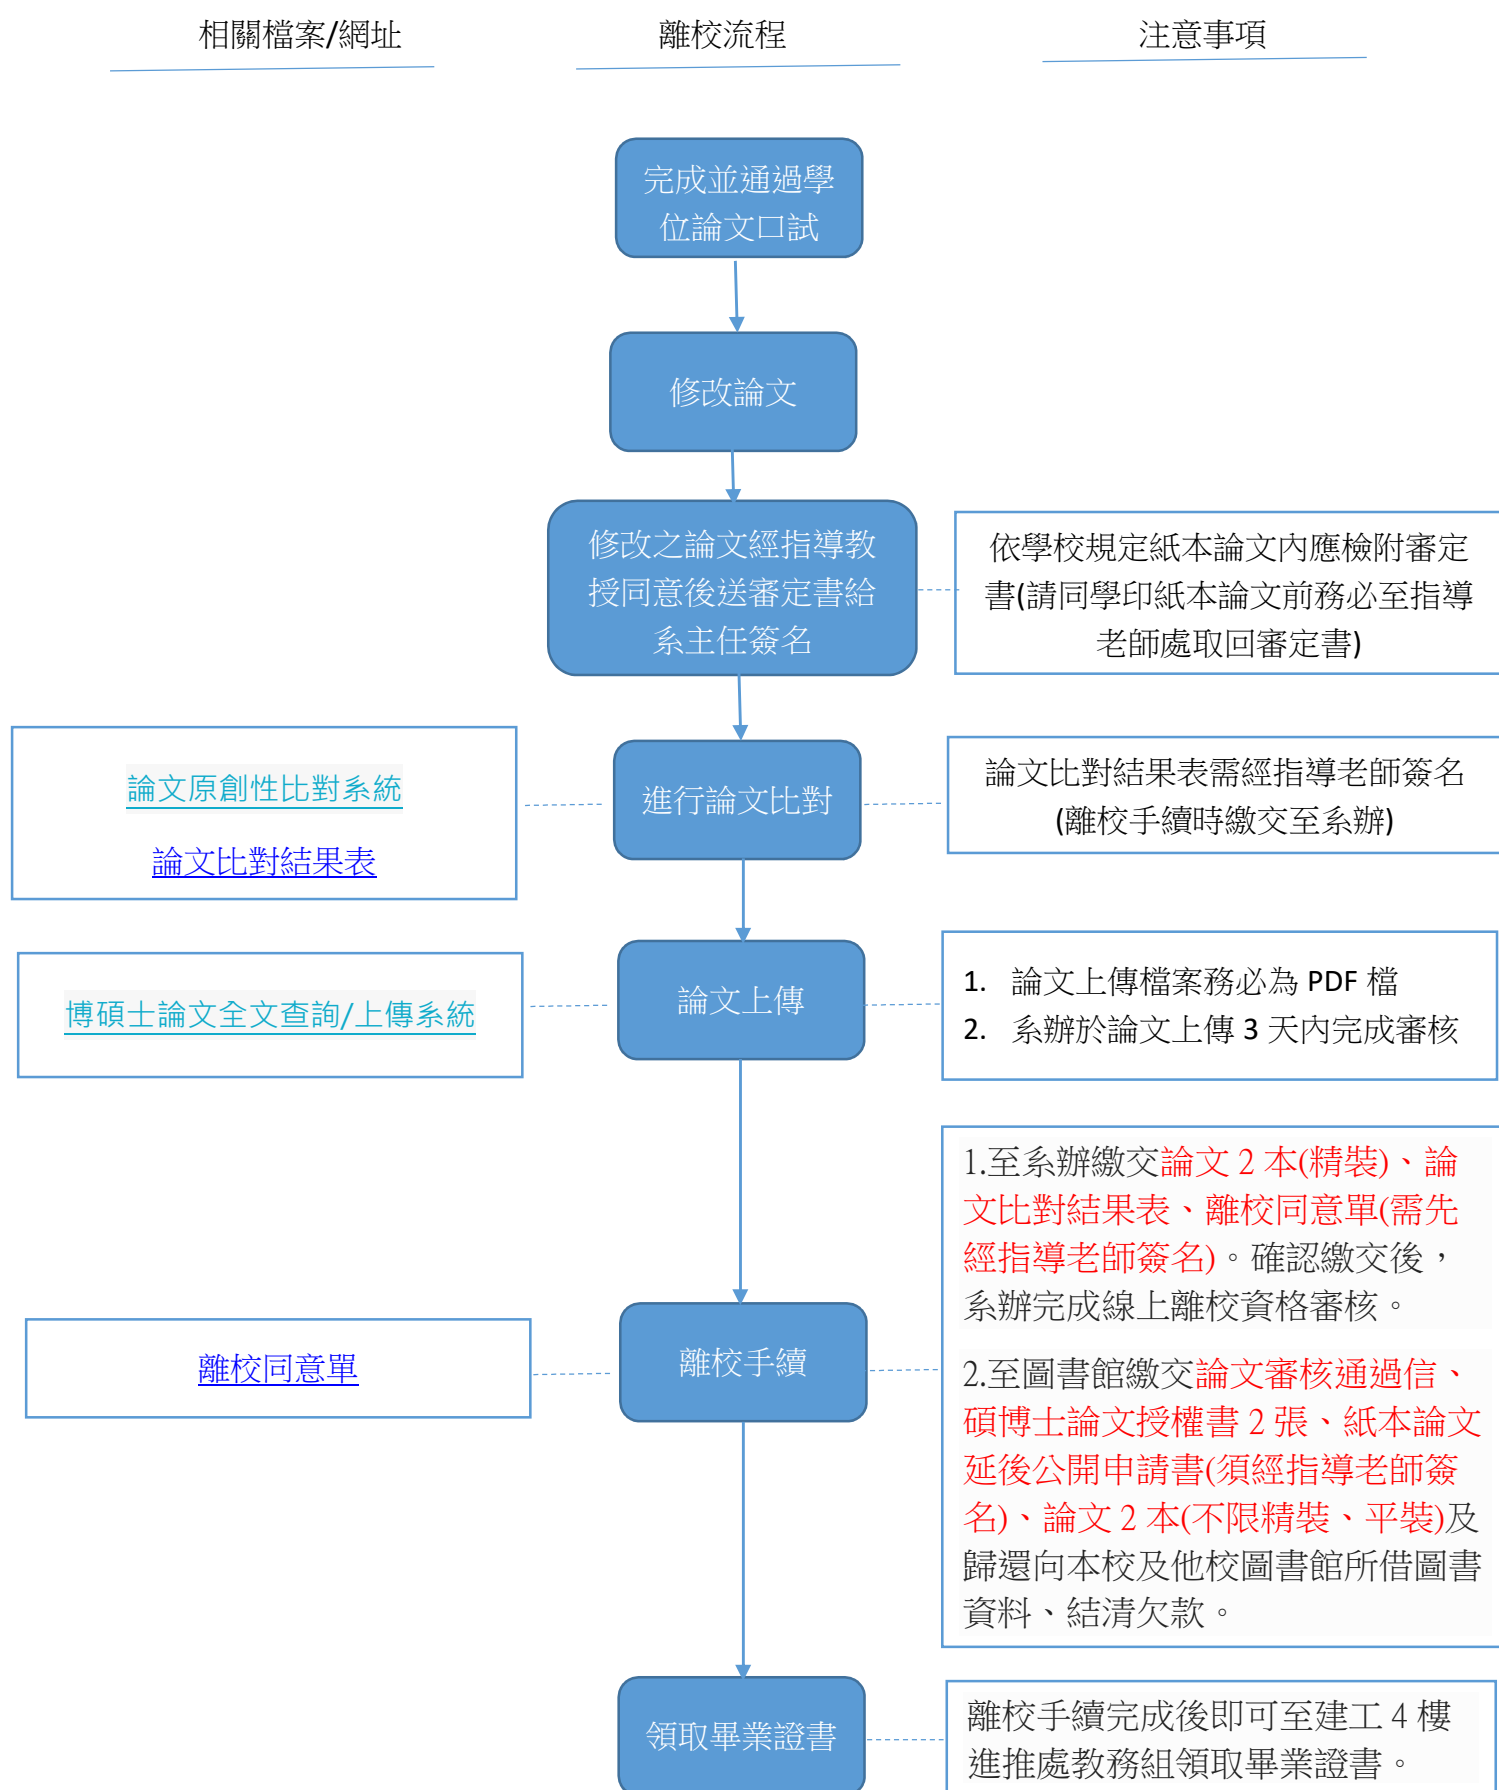 相關檔案/網址
離校流程
注意事項
完成並通過學
位論文口試
修改論文
修改之論文經指導教
授同意後送審定書給
系主任簽名
依學校規定紙本論文內應檢附審定
書(請同學印紙本論文前務必至指導
老師處取回審定書)
論文原創性比對系統
論文比對結果表
進行論文比對
論文比對結果表需經指導老師簽名
(離校手續時繳交至系辦)
博碩士論文全文查詢/上傳系統
論文上傳
1. 論文上傳檔案務必為 PDF 檔
2. 系辦於論文上傳 3 天內完成審核
離校同意單
離校手續
1.至系辦繳交論文 2 本(精裝)、論
文比對結果表、離校同意單(需先
經指導老師簽名)。確認繳交後，
系辦完成線上離校資格審核。
2.至圖書館繳交論文審核通過信、
碩博士論文授權書 2 張、紙本論文
延後公開申請書(須經指導老師簽
名)、論文 2 本(不限精裝、平裝)及
歸還向本校及他校圖書館所借圖書
資料、結清欠款。
領取畢業證書
離校手續完成後即可至建工 4 樓
進推處教務組領取畢業證書。